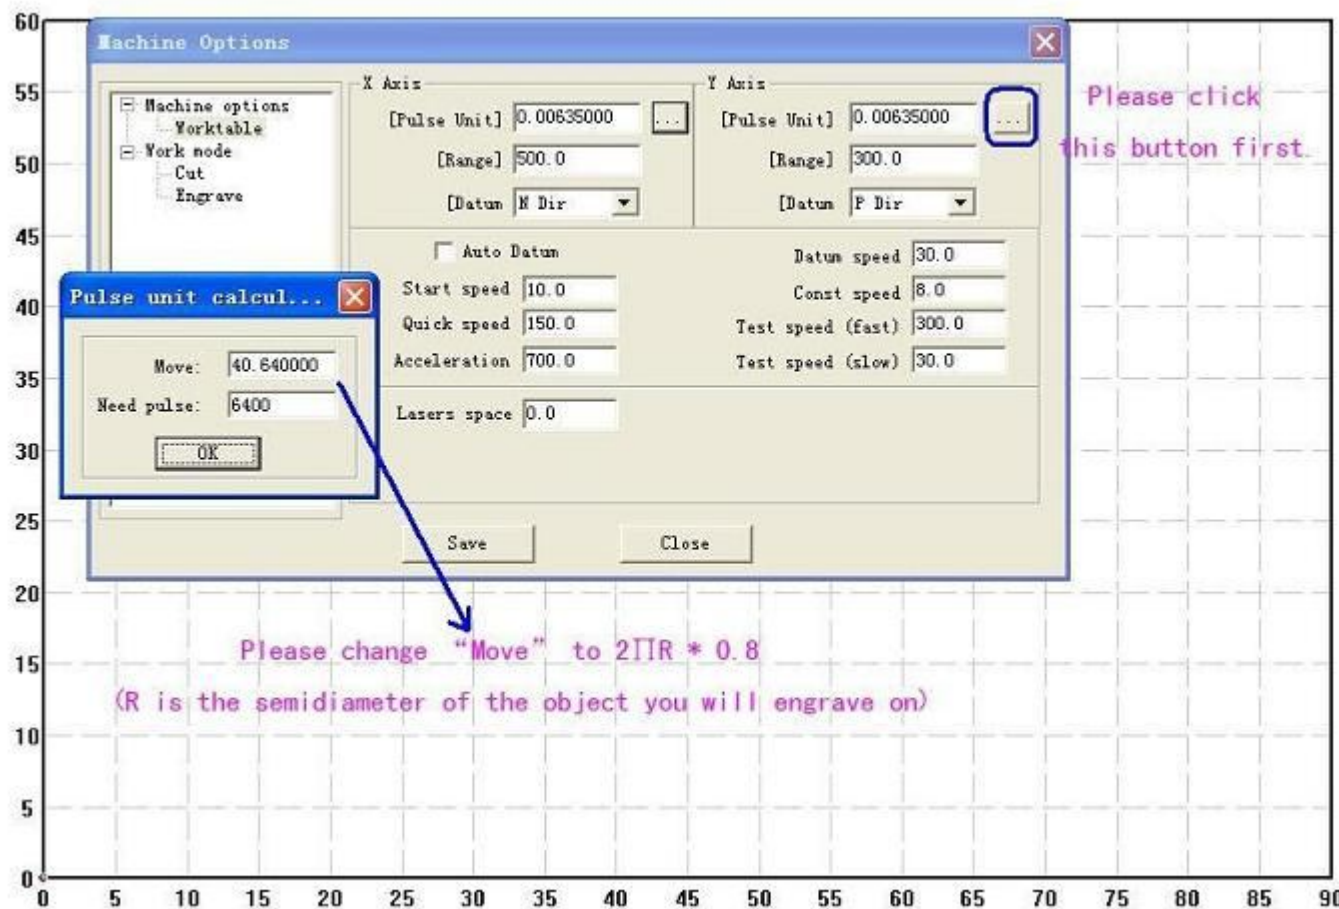 60
Machine Options
55
Machine options
Worktable
Work mode
Cut
Engrave
X Axis
[Pulse Unit] 0.00635000 ...
[Range] 500.0
[Datum N Dir
Y Axis
[Pulse Unit] 0.00635000 ...
[Range] 300.0
[Datum P Dir
Please click
this button first.
50
45
Auto Datum
Start speed 10.0
Quick speed 150.0
Acceleration 700.0
Datum speed 30.0
Const speed 8.0
Test speed (fast) 300.0
Test speed (slow) 30.0
Lasers space 0.0
40
Pulse unit calcul...
Move: 40.640000
Need pulse: 6400
OK
35
30
25
Save Close
20
Please change “Move” to 2∏R * 0.8
15
(R is the semidiameter of the object you will engrave on)
10
5
0
0 5 10 15 20 25 30 35 40 45 50 55 60 65 70 75 80 85 90